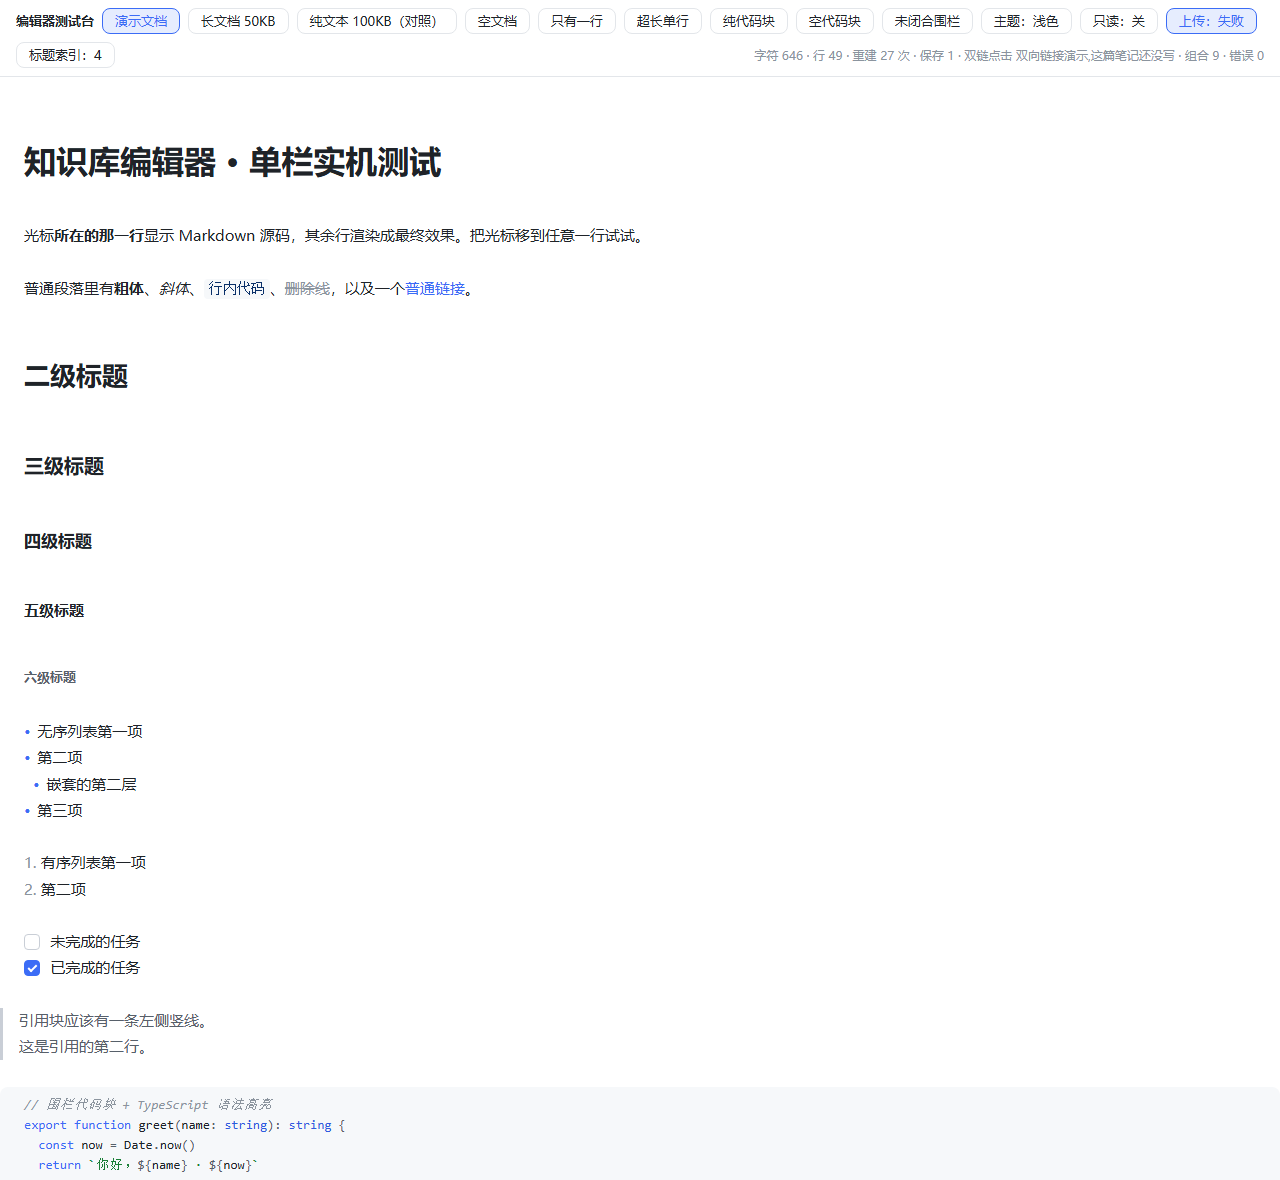 编辑器测试台 演示文档 长文档 50KB 纯文本 100KB（对照） 空文档 只有一行 超长单行 纯代码块 空代码块 未闭合围栏 主题：浅色 只读：关 上传：失败
标题索引：4 字符 646 · 行 49 · 重建 27 次 · 保存 1 · 双链点击 双向链接演示,这篇笔记还没写 · 组合 9 · 错误 0
知识库编辑器 · 单栏实机测试
光标所在的那一行显示 Markdown 源码，其余行渲染成最终效果。把光标移到任意一行试试。
普通段落里有粗体、斜体、行内代码、删除线，以及一个普通链接。
二级标题
三级标题
四级标题
五级标题
六级标题
• 无序列表第一项
• 第二项
• 嵌套的第二层
• 第三项
1. 有序列表第一项
2. 第二项
未完成的任务
已完成的任务
引用块应该有一条左侧竖线。
这是引用的第二行。
// 围栏代码块 + TypeScript 语法高亮
export function greet(name: string): string {
  const now = Date.now()
  return `你好，${name} · ${now}`